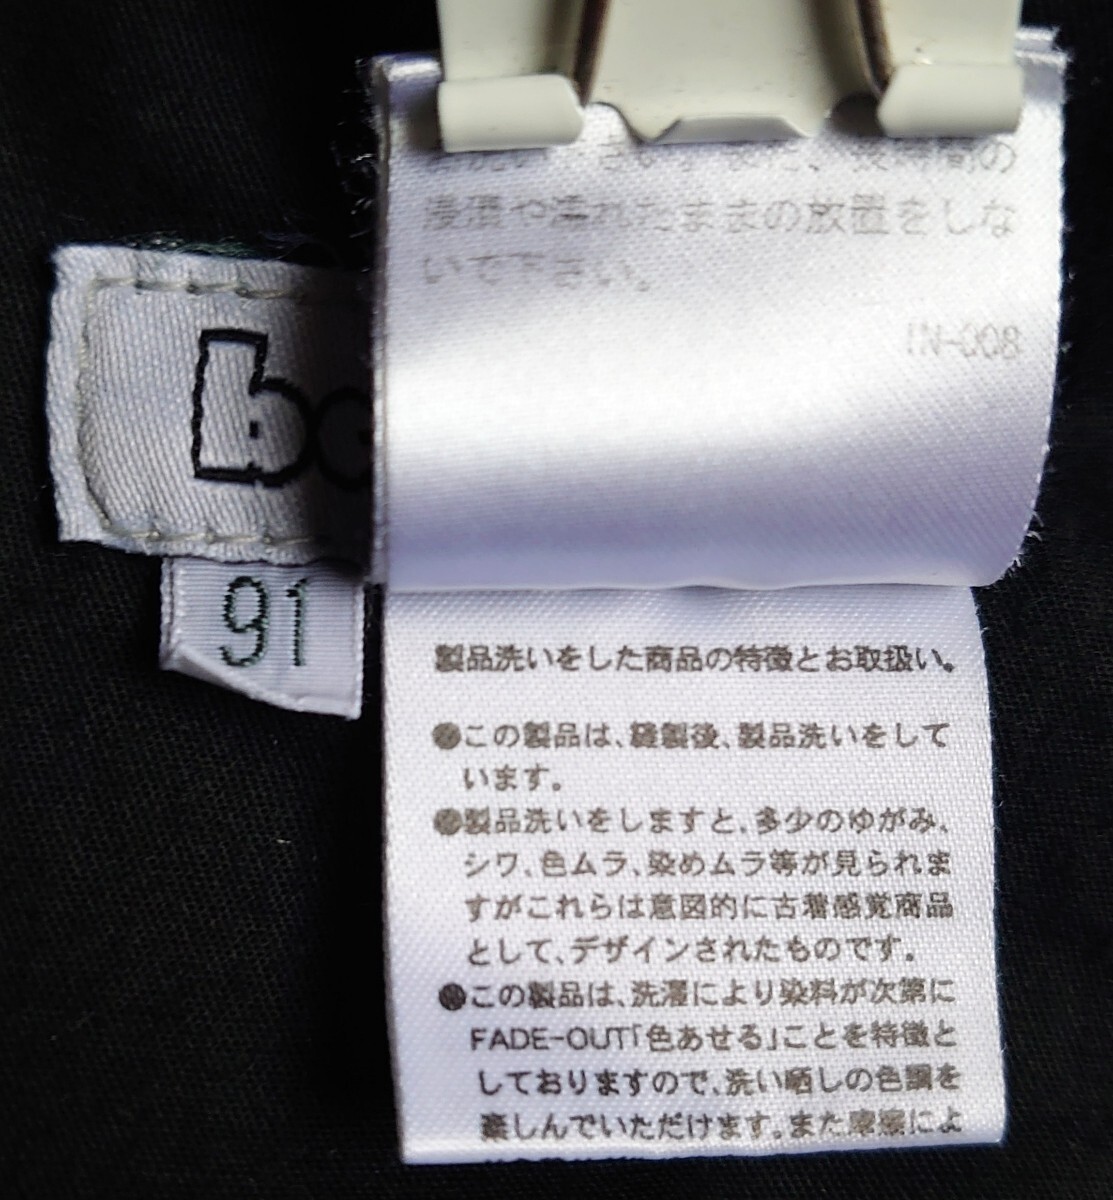 浸漬や濡れたままの放置をしな
いで下さい。
IN-008
91
製品洗いをした商品の特徴とお取扱い。
●この製品は、縫製後、製品洗いをして
います。
●製品洗いをしますと、多少のゆがみ、
シワ、色ムラ、染めムラ等が見られま
すがこれらは意図的に古着感覚商品
として、デザインされたものです。
●この製品は、洗濯により染料が次第に
FADE-OUT「色あせる」ことを特徴と
しておりますので、洗い晒しの色調を
楽しんでいただけます。また摩擦によ